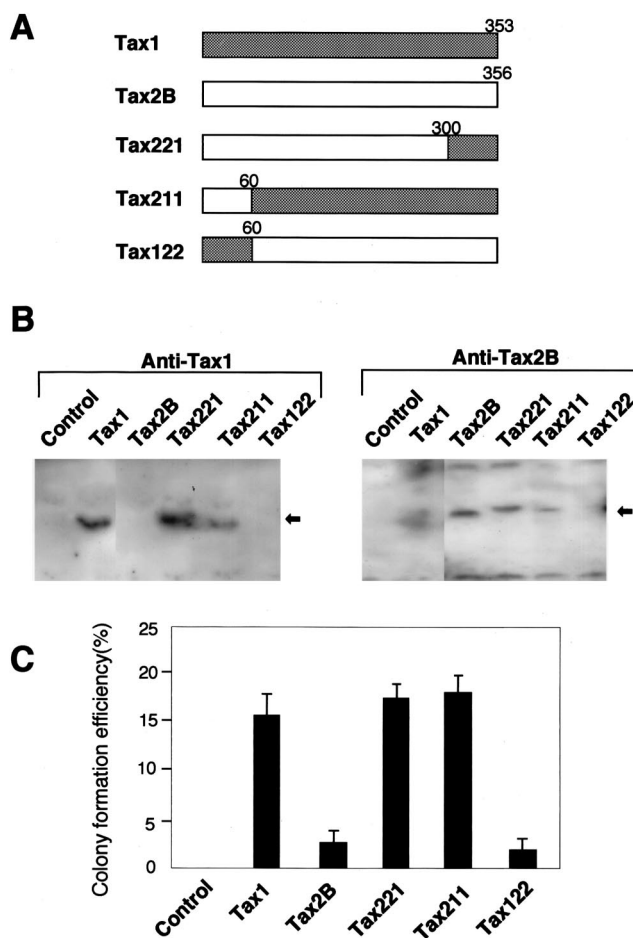 A
Tax1
353
Tax2B
356
Tax221
300
Tax211
60
Tax122
60
B
Anti-Tax1
Anti-Tax2B
Control
Tax1
Tax2B
Tax221
Tax211
Tax122
Control
Tax1
Tax2B
Tax221
Tax211
Tax122
C
Colony formation efficiency(%)
25
20
15
10
5
0
Control
Tax1
Tax2B
Tax221
Tax211
Tax122